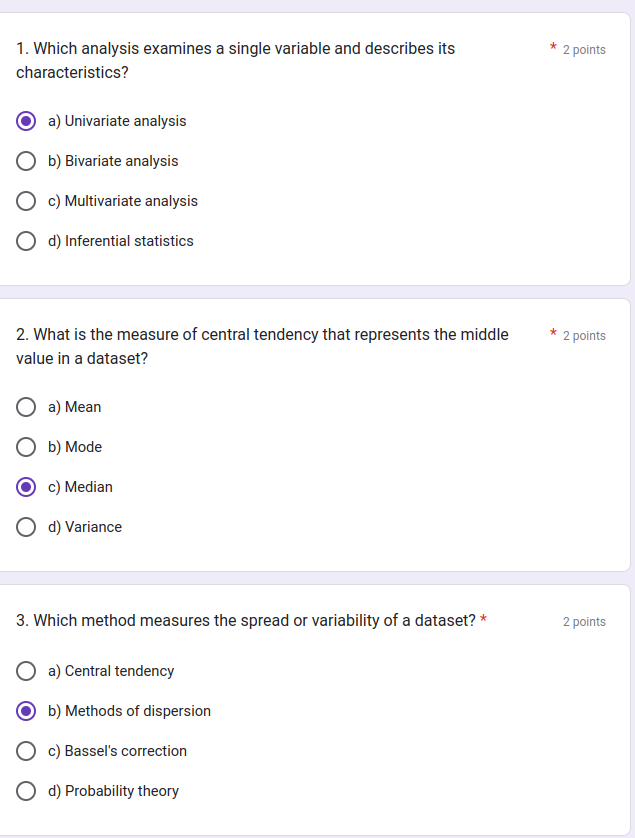 1. Which analysis examines a single variable and describes its * 2 points
characteristics?
a) Univariate analysis
b) Bivariate analysis
c) Multivariate analysis
d) Inferential statistics
2. What is the measure of central tendency that represents the middle * 2 points
value in a dataset?
a) Mean
b) Mode
c) Median
d) Variance
3. Which method measures the spread or variability of a dataset? * 2 points
a) Central tendency
b) Methods of dispersion
c) Bassel's correction
d) Probability theory